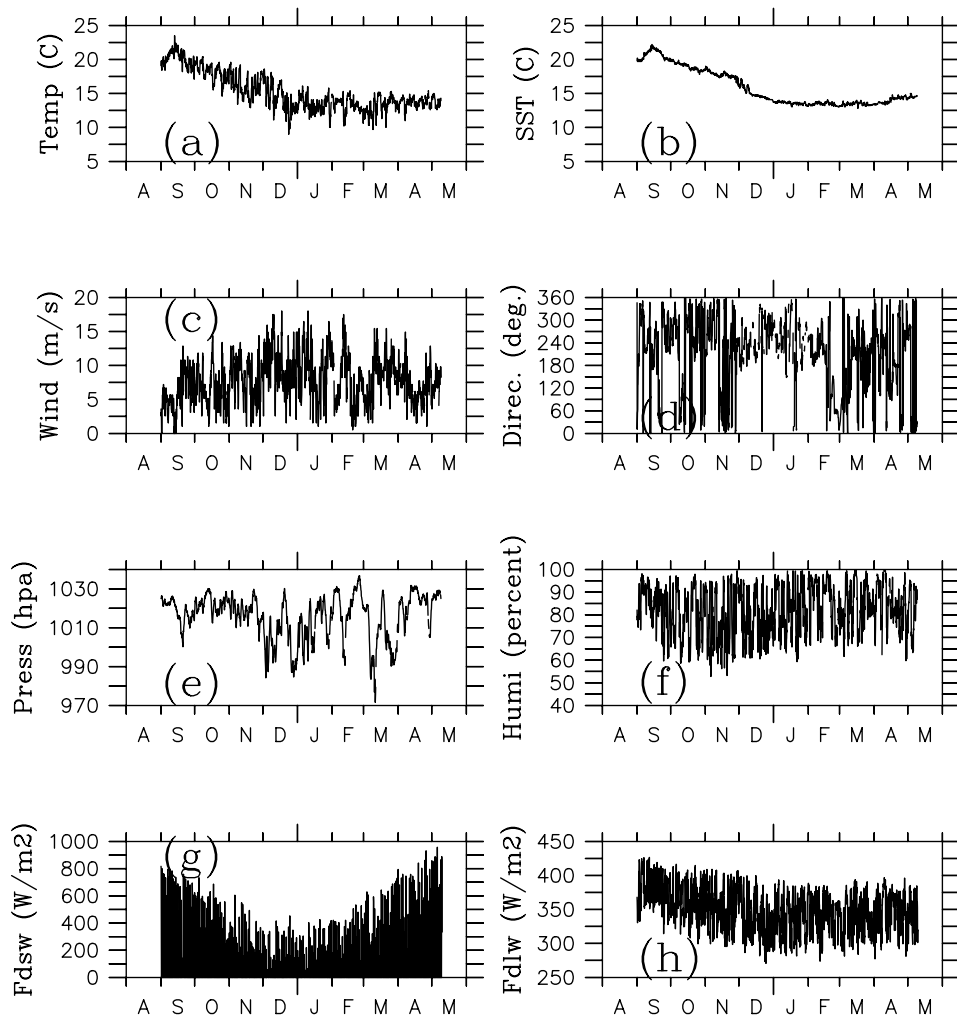 25
20
15
10
5
Temp (C)
(a)
A S O N D J F M A M
25
20
15
10
5
SST (C)
(b)
A S O N D J F M A M
20
15
10
5
0
Wind (m/s)
(c)
A S O N D J F M A M
360
300
240
180
120
60
0
Direc. (deg.)
(d)
A S O N D J F M A M
1030
1010
990
970
Press (hpa)
(e)
A S O N D J F M A M
100
90
80
70
60
50
40
Humi (percent)
(f)
A S O N D J F M A M
1000
800
600
400
200
0
Fdsw (W/m2)
(g)
A S O N D J F M A M
450
400
350
300
250
Fdlw (W/m2)
(h)
A S O N D J F M A M